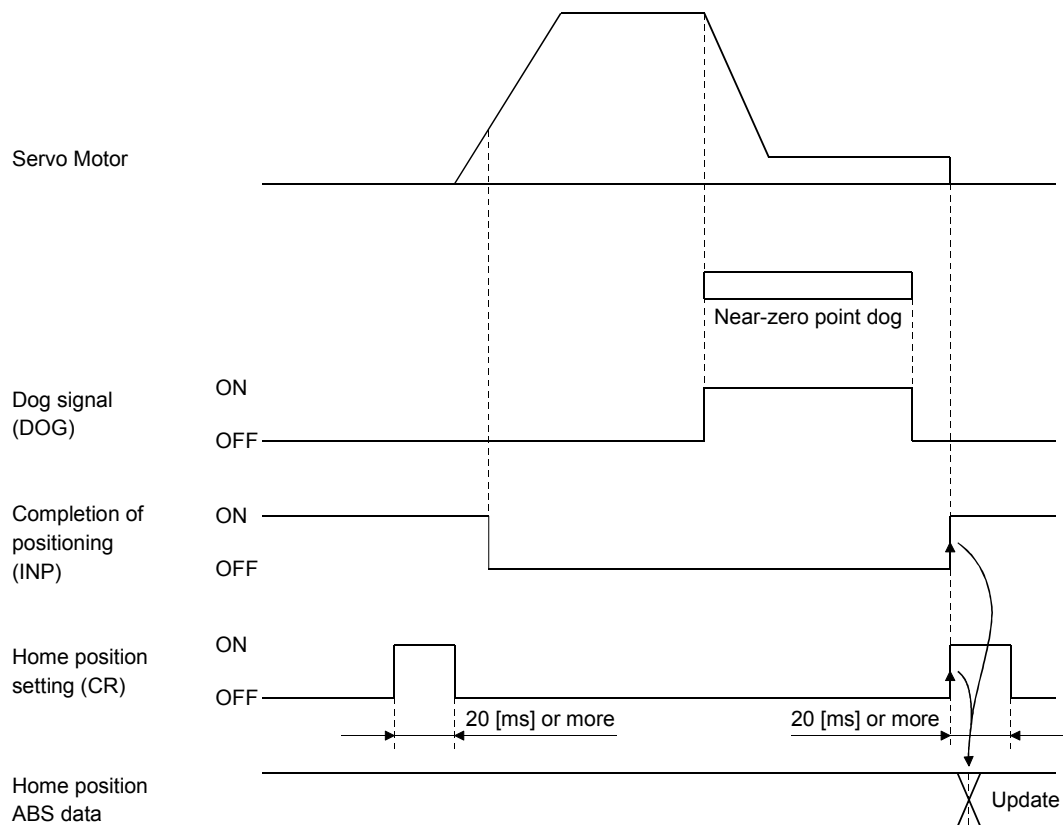 Servo Motor
Near-zero point dog
Dog signal
(DOG)
ON
OFF
Completion of
positioning
(INP)
ON
OFF
Home position
setting (CR)
ON
OFF
20 [ms] or more
20 [ms] or more
Home position
ABS data
Update